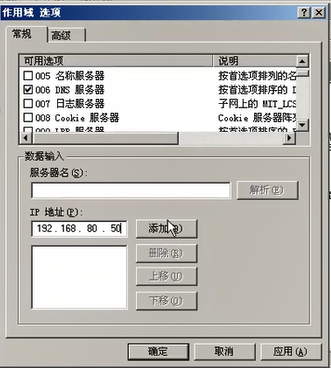 作用域 选项
常规 高级
可用选项 说明
005 名称服务器 按首选项排列的名
006 DNS 服务器 按首选项排序的 D
007 日志服务器 子网上的 MIT_LCS
008 Cookie 服务器 Cookie 服务器阵列
数据输入
服务器名(S):
解析(E)
IP 地址(P):
192.168.80.50 添加(D)
删除(R)
上移(U)
下移(O)
确定 取消 应用(A)